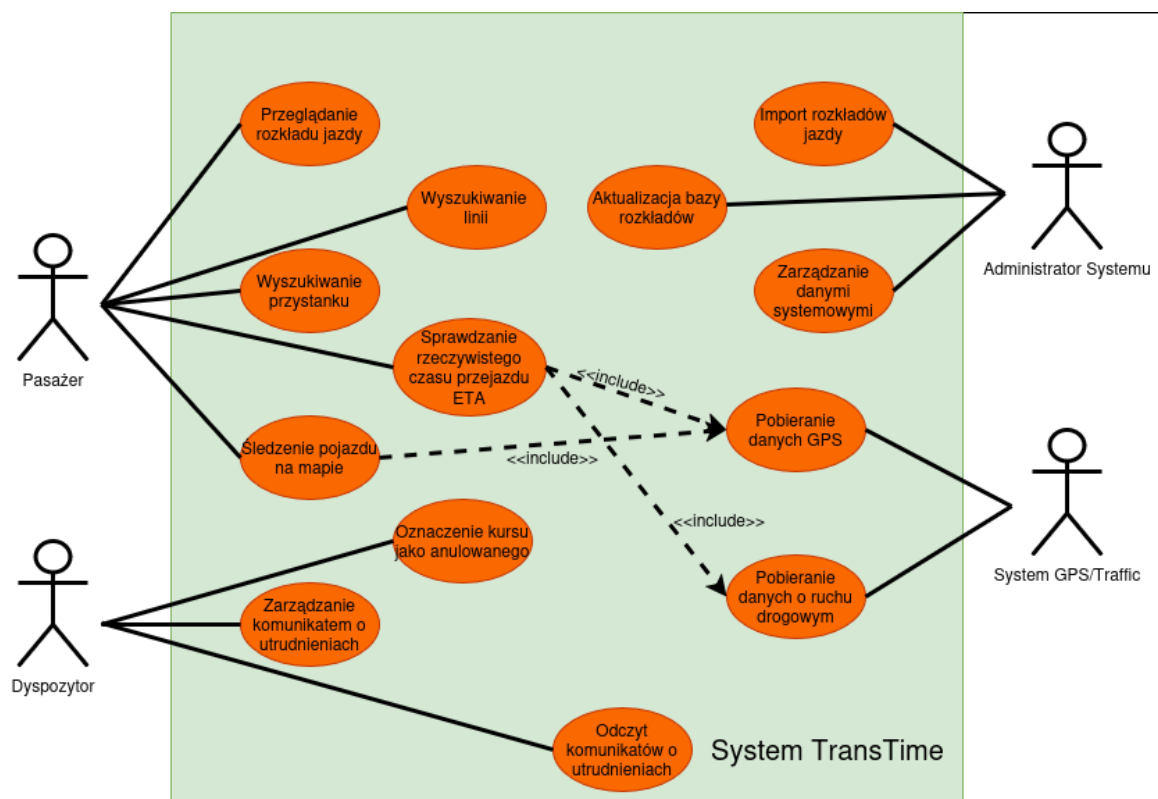 Przeglądanie
rozkładu jazdy
Import rozkładów
jazdy
Wyszukiwanie
linii
Aktualizacja bazy
rozkładów
Administrator Systemu
Wyszukiwanie
przystanku
Zarządzanie
danymi
systemowymi
Pasażer
Sprawdzanie
rzeczywistego
czasu przejazdu
ETA
<<include>>
Pobieranie
danych GPS
Śledzenie pojazdu
na mapie
<<include>>
<<include>>
Oznaczenie kursu
jako anulowanego
System GPS/Traffic
Pobieranie
danych o ruchu
drogowym
Zarządzanie
komunikatem o
utrudnieniach
Dyspozytor
Odczyt
komunikatów o
utrudnieniach
System TransTime